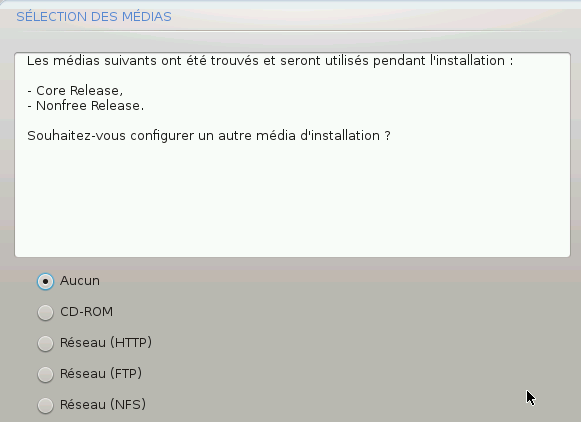 SÉLECTION DES MÉDIAS
Les médias suivants ont été trouvés et seront utilisés pendant l'installation :
- Core Release,
- Nonfree Release.
Souhaitez-vous configurer un autre média d'installation ?
Aucun
CD-ROM
Réseau (HTTP)
Réseau (FTP)
Réseau (NFS)